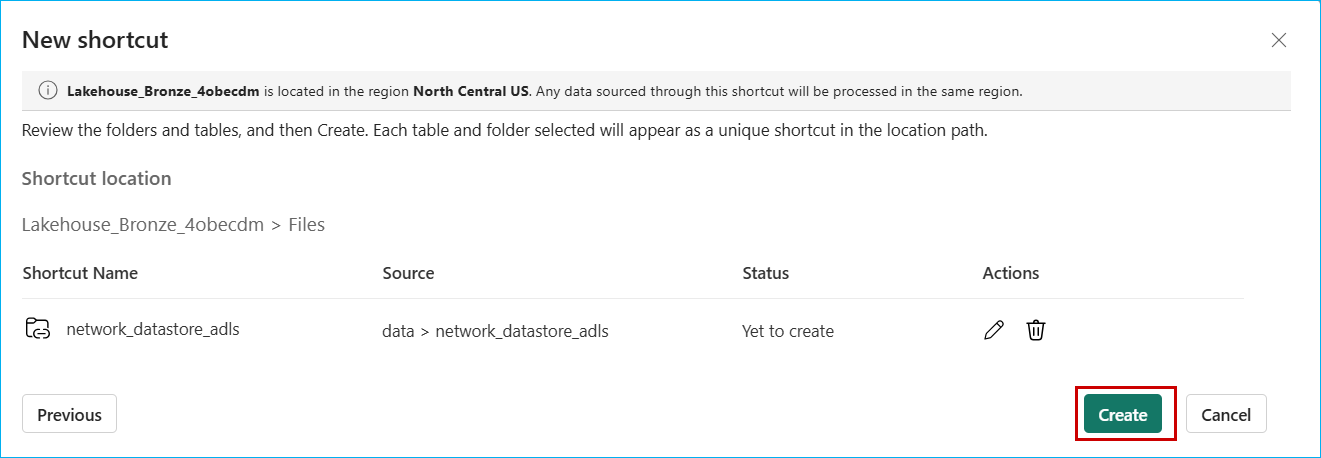 New shortcut
Lakehouse_Bronze_4obecdm is located in the region North Central US. Any data sourced through this shortcut will be processed in the same region.
Review the folders and tables, and then Create. Each table and folder selected will appear as a unique shortcut in the location path.
Shortcut location
Lakehouse_Bronze_4obecdm > Files
Shortcut Name Source Status Actions
network_datastore_adls data > network_datastore_adls Yet to create
Previous Create Cancel